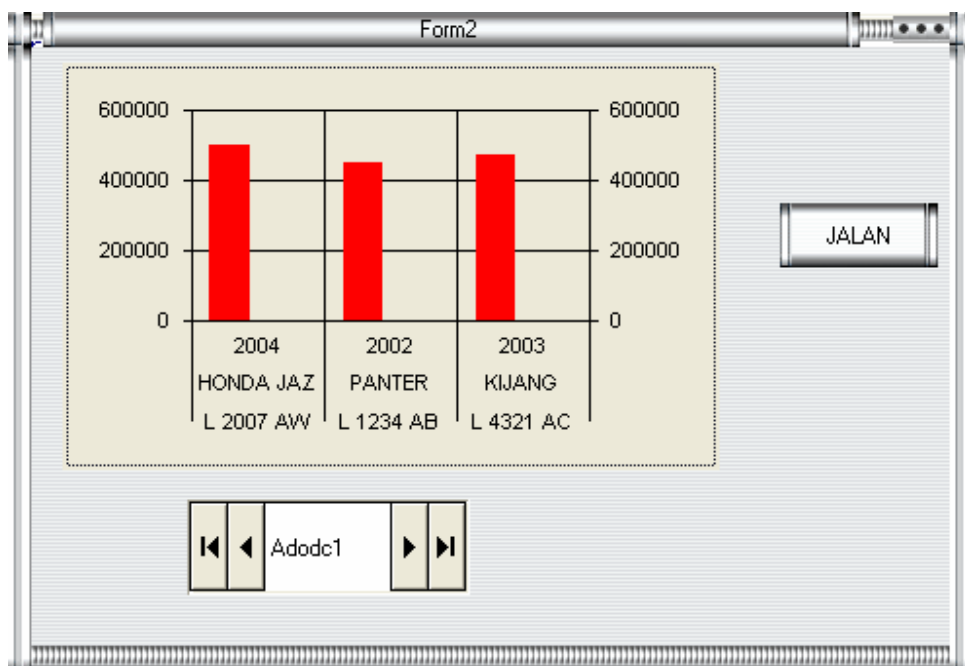 Form2
600000 600000
400000 400000
200000 200000
0 0
2004 2002 2003
HONDA JAZ PANTER KIJANG
L 2007 AW L 1234 AB L 4321 AC
JALAN
Adodc1